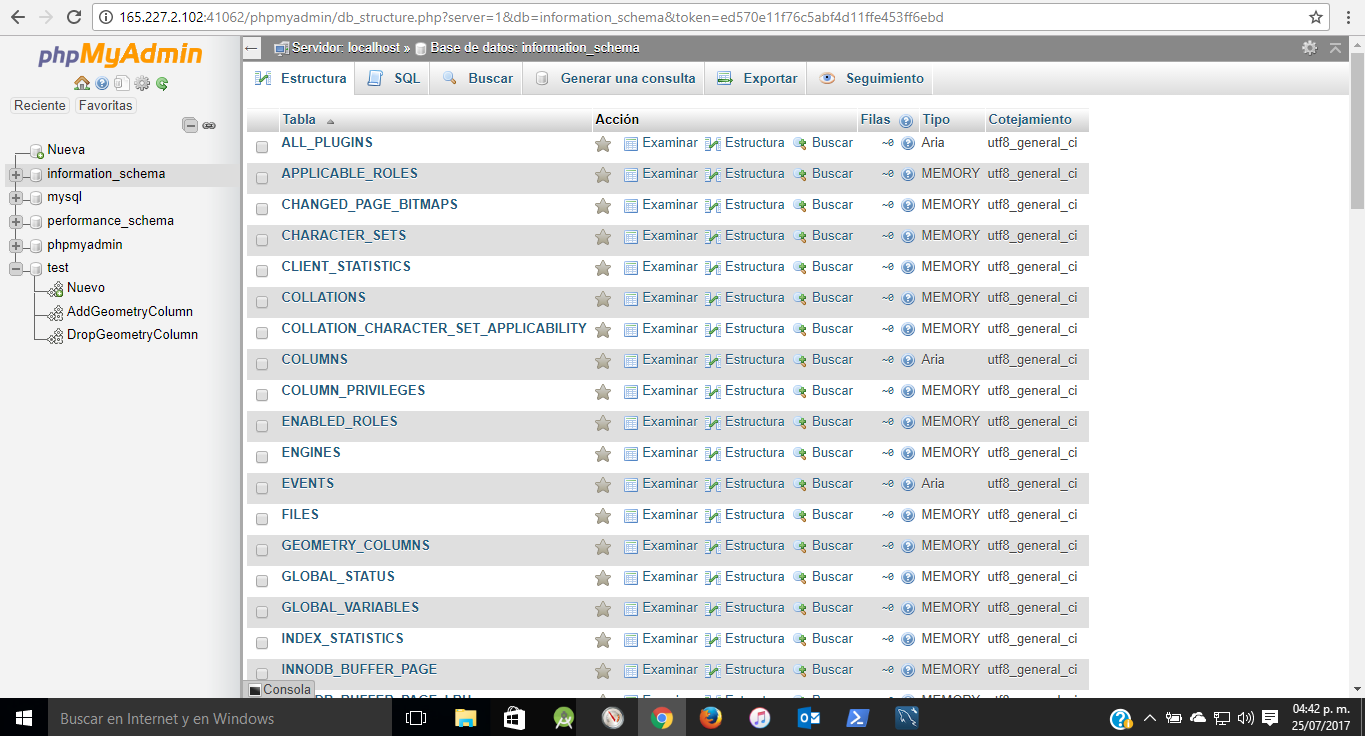 165.227.2.102:41062/phpmyadmin/db_structure.php?server=1&db=information_schema&token=ed570e11f76c5abf4d11ffe453ff6ebd
phpMyAdmin
Reciente Favoritas
Nueva
information_schema
mysql
performance_schema
phpmyadmin
test
Nuevo
AddGeometryColumn
DropGeometryColumn
Servidor: localhost » Base de datos: information_schema
Estructura SQL Buscar Generar una consulta Exportar Seguimiento
Tabla Acción Filas Tipo Cotejamiento
ALL_PLUGINS Examinar Estructura Buscar ~0 Aria utf8_general_ci
APPLICABLE_ROLES Examinar Estructura Buscar ~0 MEMORY utf8_general_ci
CHANGED_PAGE_BITMAPS Examinar Estructura Buscar ~0 MEMORY utf8_general_ci
CHARACTER_SETS Examinar Estructura Buscar ~0 MEMORY utf8_general_ci
CLIENT_STATISTICS Examinar Estructura Buscar ~0 MEMORY utf8_general_ci
COLLATIONS Examinar Estructura Buscar ~0 MEMORY utf8_general_ci
COLLATION_CHARACTER_SET_APPLICABILITY Examinar Estructura Buscar ~0 MEMORY utf8_general_ci
COLUMNS Examinar Estructura Buscar ~0 Aria utf8_general_ci
COLUMN_PRIVILEGES Examinar Estructura Buscar ~0 MEMORY utf8_general_ci
ENABLED_ROLES Examinar Estructura Buscar ~0 MEMORY utf8_general_ci
ENGINES Examinar Estructura Buscar ~0 MEMORY utf8_general_ci
EVENTS Examinar Estructura Buscar ~0 Aria utf8_general_ci
FILES Examinar Estructura Buscar ~0 MEMORY utf8_general_ci
GEOMETRY_COLUMNS Examinar Estructura Buscar ~0 MEMORY utf8_general_ci
GLOBAL_STATUS Examinar Estructura Buscar ~0 MEMORY utf8_general_ci
GLOBAL_VARIABLES Examinar Estructura Buscar ~0 MEMORY utf8_general_ci
INDEX_STATISTICS Examinar Estructura Buscar ~0 MEMORY utf8_general_ci
INNODB_BUFFER_PAGE Examinar Estructura Buscar ~0 MEMORY utf8_general_ci
Consola
Buscar en Internet y en Windows
04:42 p. m.
25/07/2017